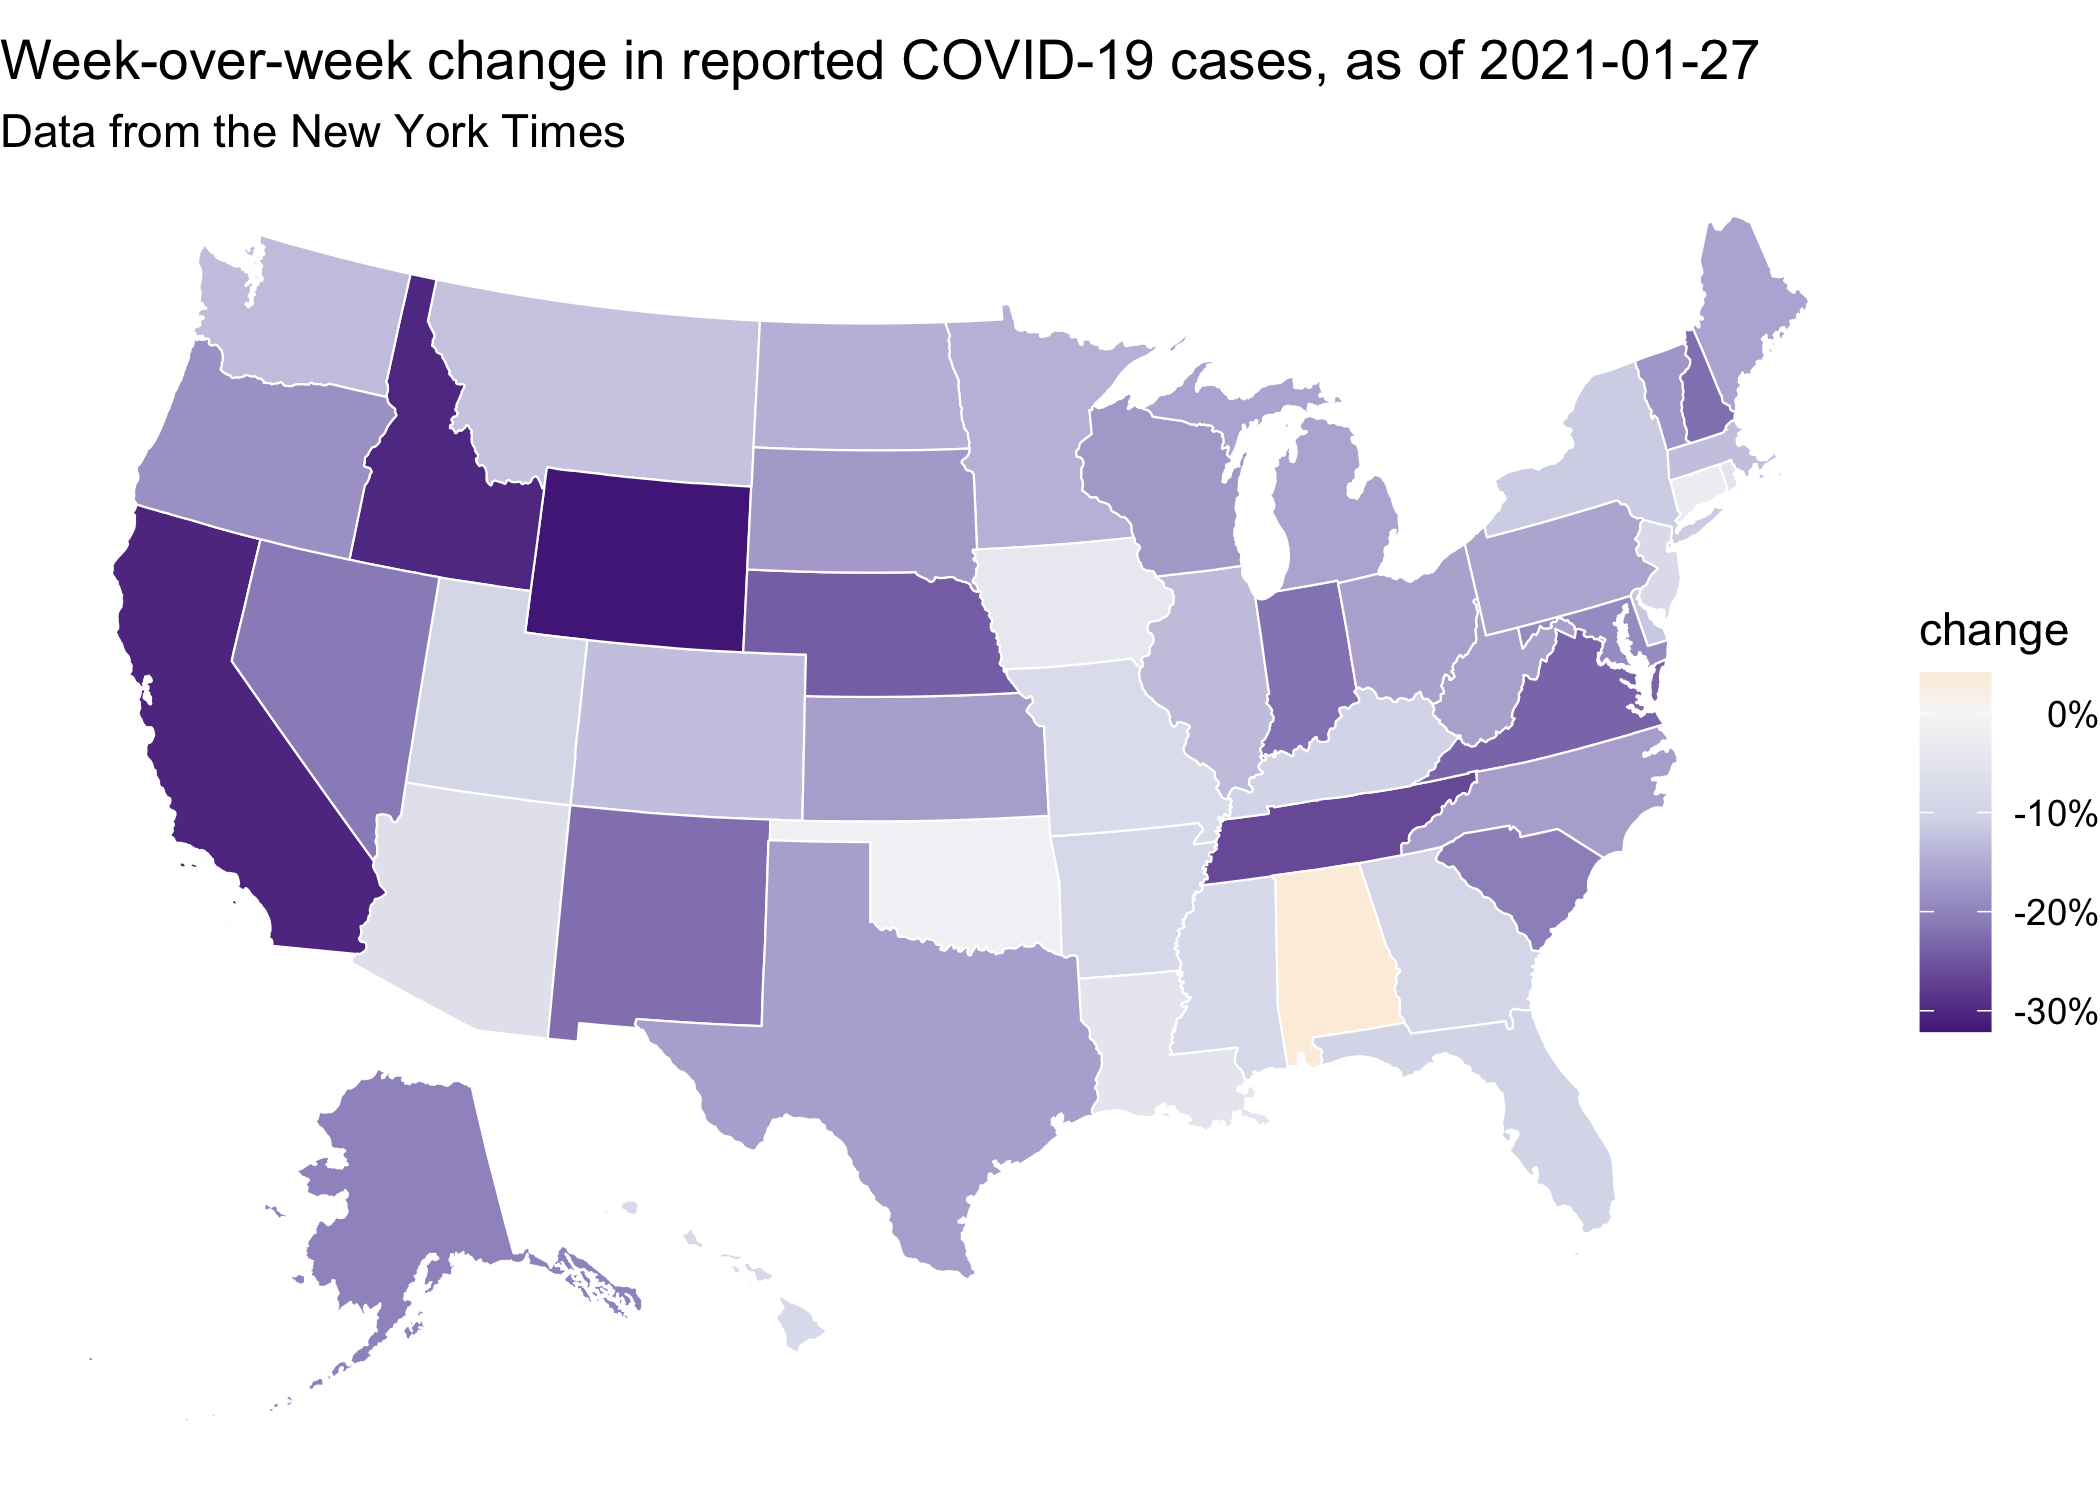 Week-over-week change in reported COVID-19 cases, as of 2021-01-27
Data from the New York Times
change
0%
-10%
-20%
-30%